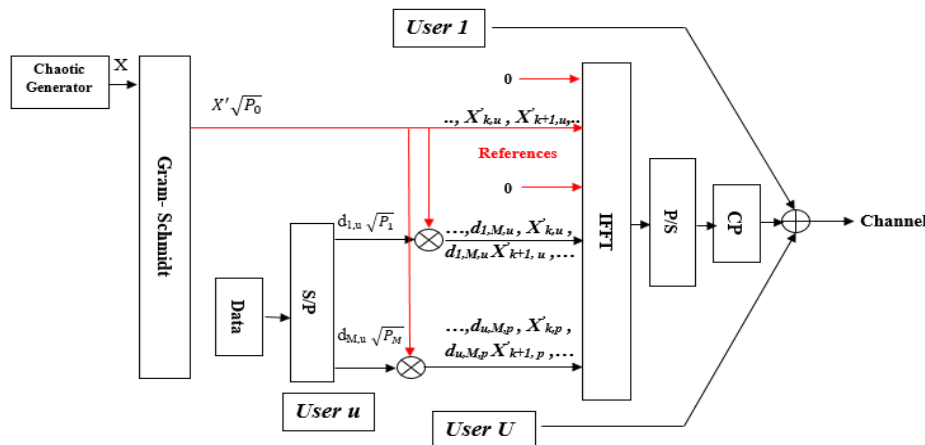 User 1
Chaotic
Generator
X
Gram- Schmidt
X' √P₀
0
.., X'k,u , X'k+1,u,..
References
0
IFFT
P/S
CP
Channel
Data
S/P
d1,u √P₁
…,d1,M,u , X'k,u ,
d1,M,u X'k+1, u ,…
dM,u √PM
…,du,M,p , X'k,p ,
du,M,p X'k+1, p ,…
User u
User U